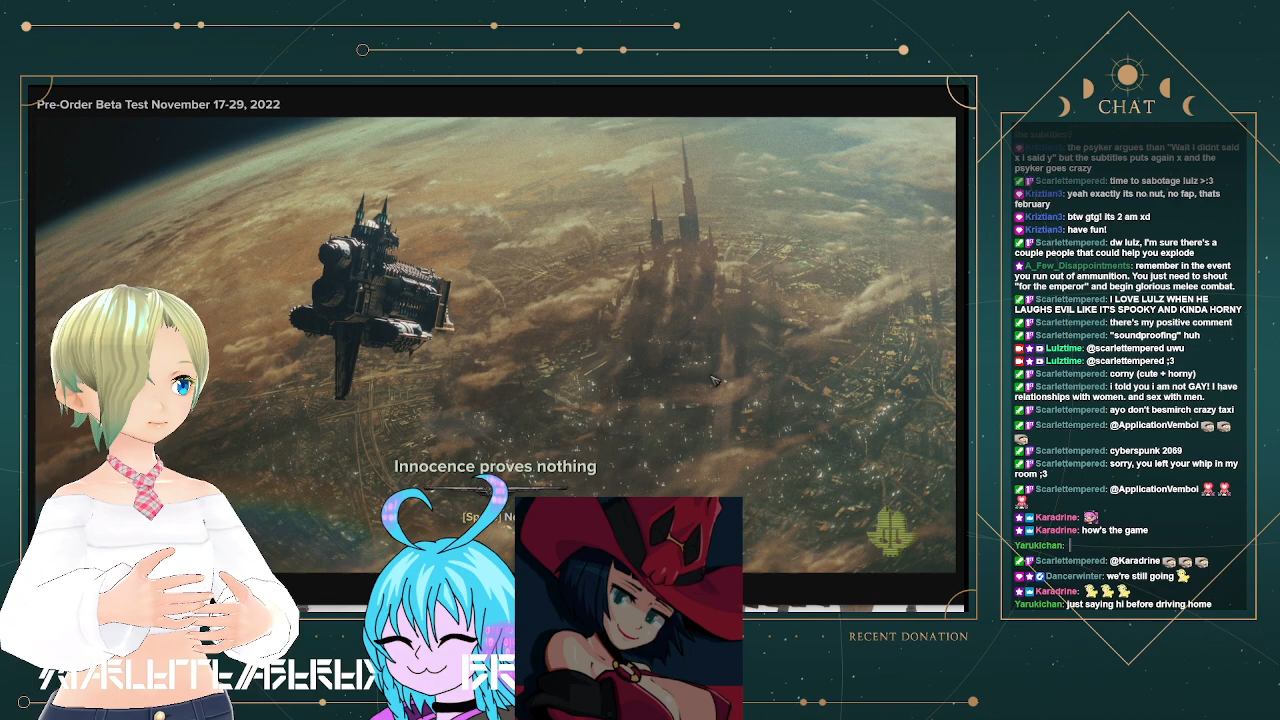 Pre-Order Beta Test November 17-29, 2022
Innocence proves nothing
CHAT
the subtitles?
the psyker argues than "Wait i didnt said
x i said y" but the subtitles puts again x and the
psyker goes crazy
Scarlettempered: time to sabotage lulz >:3
Kriztian3: yeah exactly its no nut, no fap, thats
february
Kriztian3: btw gtg! its 2 am xd
Kriztian3: have fun!
Scarlettempered: dw lulz, I'm sure there's a
couple people that could help you explode
A_Few_Disappointments: remember in the event
you run out of ammunition. You just need to shout
"for the emperor" and begin glorious melee combat.
Scarlettempered: I LOVE LULZ WHEN HE
LAUGHS EVIL LIKE IT'S SPOOKY AND KINDA HORNY
Scarlettempered: there's my positive comment
Scarlettempered: "soundproofing" huh
Lulztime: @scarlettempered uwu
Lulztime: @scarlettempered ;3
Scarlettempered: corny (cute + horny)
Scarlettempered: i told you i am not GAY! I have
relationships with women. and sex with men.
Scarlettempered: ayo don't besmirch crazy taxi
Scarlettempered: @ApplicationVemboi
Scarlettempered: cyberspunk 2069
Scarlettempered: sorry, you left your whip in my
room ;3
Scarlettempered: @ApplicationVemboi
Karadrine:
Karadrine: how's the game
Yarukichan:
Scarlettempered: @Karadrine
Dancerwinter: we're still going
Karadrine:
Yarukichan: just saying hi before driving home
RECENT DONATION